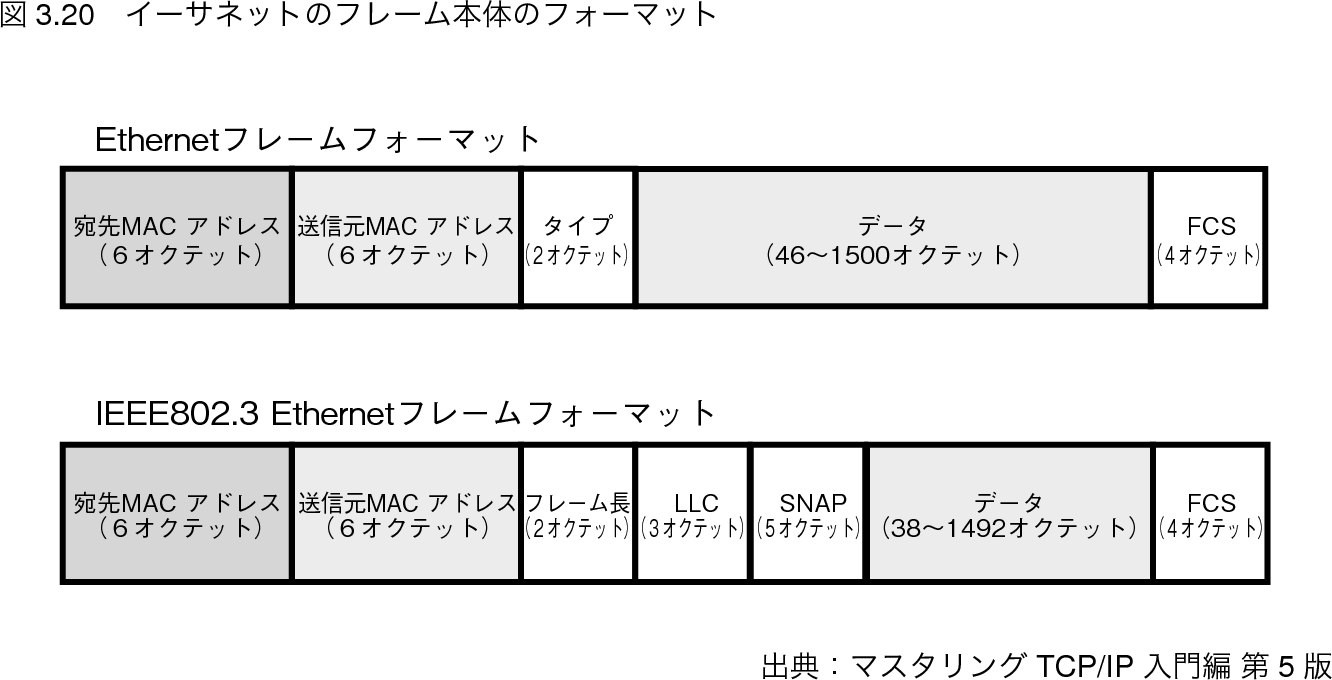 図 3.20 イーサネットのフレーム本体のフォーマット
Ethernetフレームフォーマット
宛先MAC アドレス
（6オクテット）
送信元MAC アドレス
（6オクテット）
タイプ
（2オクテット）
データ
（46～1500オクテット）
FCS
（4オクテット）
IEEE802.3 Ethernetフレームフォーマット
宛先MAC アドレス
（6オクテット）
送信元MAC アドレス
（6オクテット）
フレーム長
（2オクテット）
LLC
（3オクテット）
SNAP
（5オクテット）
データ
（38～1492オクテット）
FCS
（4オクテット）
出典：マスタリング TCP/IP 入門編 第 5 版